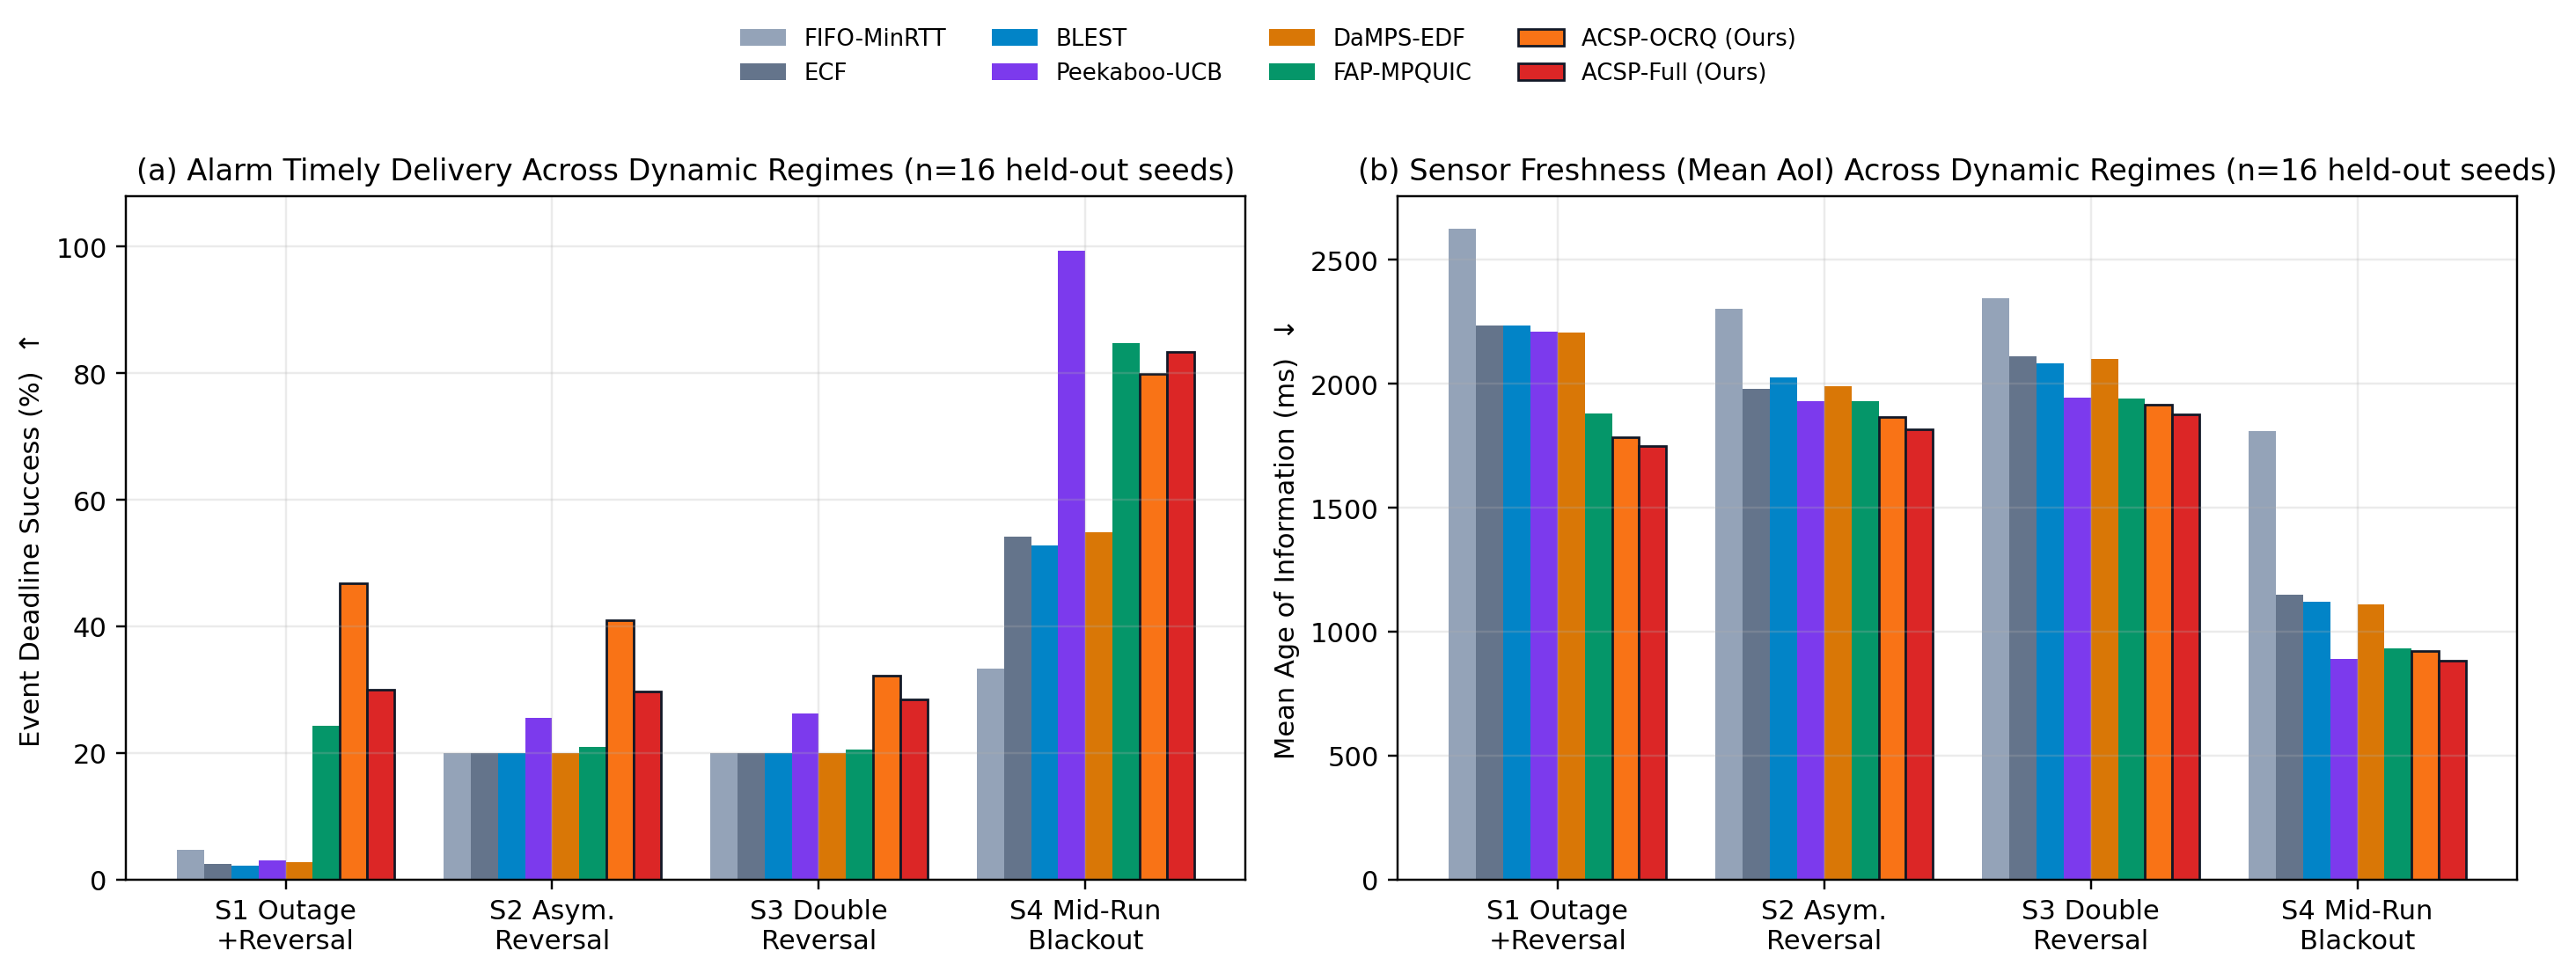 FIFO-MinRTT
ECF
BLEST
Peekaboo-UCB
DaMPS-EDF
FAP-MPQUIC
ACSP-OCRQ (Ours)
ACSP-Full (Ours)
(a) Alarm Timely Delivery Across Dynamic Regimes (n=16 held-out seeds)
Event Deadline Success (%) ↑
100
80
60
40
20
0
S1 Outage
+Reversal
S2 Asym.
Reversal
S3 Double
Reversal
S4 Mid-Run
Blackout
(b) Sensor Freshness (Mean AoI) Across Dynamic Regimes (n=16 held-out seeds)
Mean Age of Information (ms) ↓
2500
2000
1500
1000
500
0
S1 Outage
+Reversal
S2 Asym.
Reversal
S3 Double
Reversal
S4 Mid-Run
Blackout